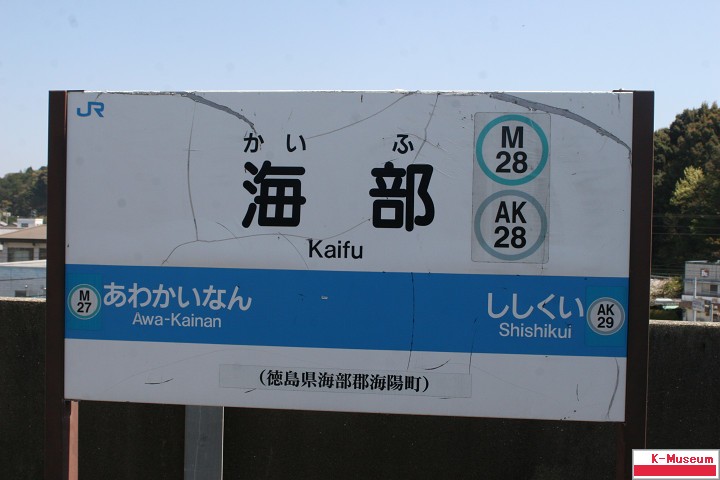 JR
かいふ
海部
Kaifu
M
28
AK
28
M
27
あわかいなん
Awa-Kainan
ししくい
Shishikui
AK
29
（徳島県海部郡海陽町）
K-Museum